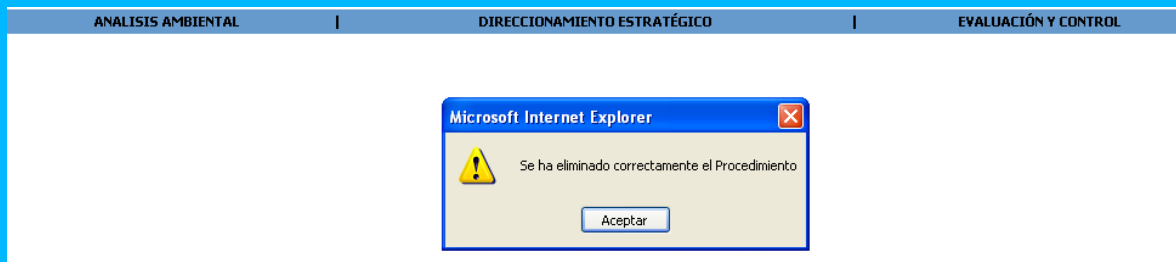 ANALISIS AMBIENTAL | DIRECCIONAMIENTO ESTRATÉGICO | EVALUACIÓN Y CONTROL
Microsoft Internet Explorer
Se ha eliminado correctamente el Procedimiento
Aceptar